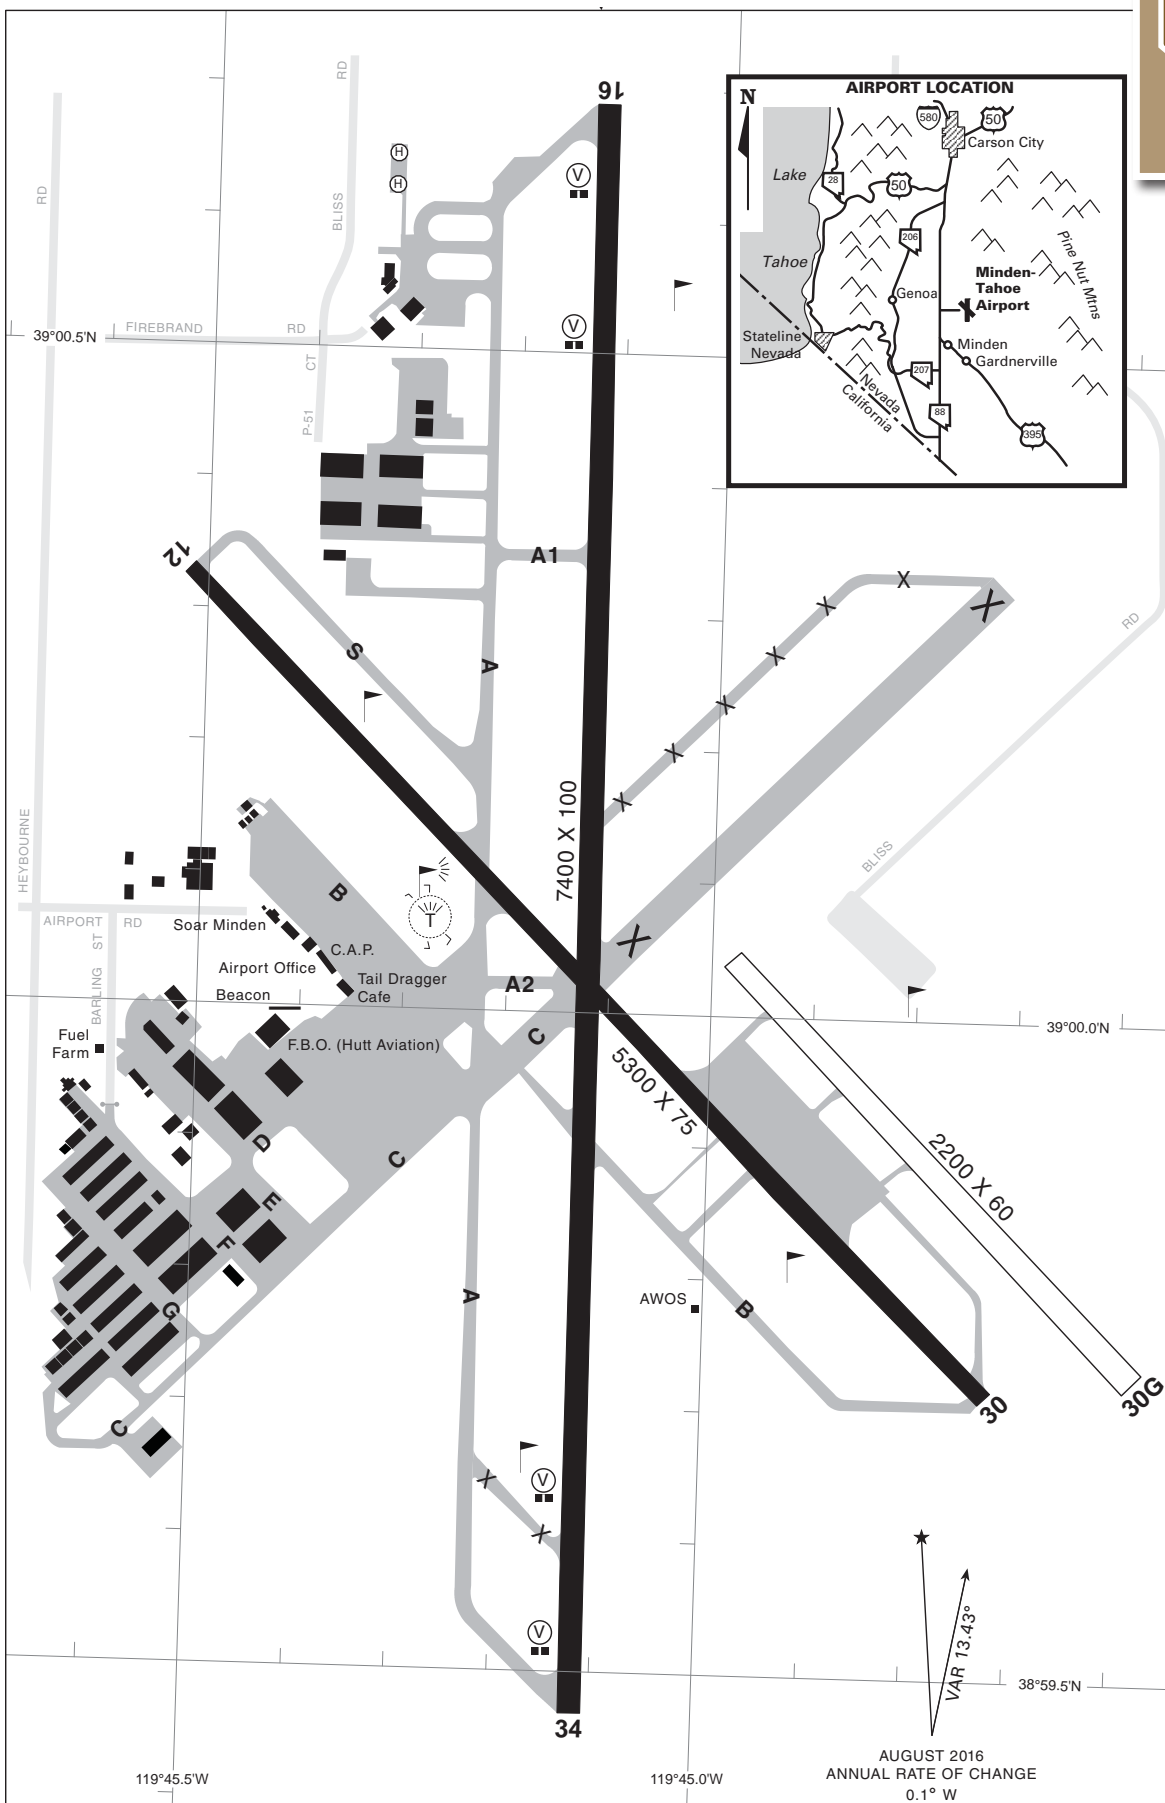 16
RD
RD
BLISS
H
H
V
V
FIREBRAND
RD
39°00.5'N
CT
P-51
AIRPORT LOCATION
N
580
50
Carson City
Lake
28
50
206
Pine Nut Mtns
Tahoe
Minden-
Tahoe
Airport
Genoa
Stateline
Nevada
Minden
Gardnerville
207
Nevada
California
88
395
12
A1
X
X
X
S
A
X
RD
X
X
X
7400 X 100
HEYBOURNE
BLISS
B
T
AIRPORT
RD
Soar Minden
X
ST
C.A.P.
Airport Office
Tail Dragger
Cafe
A2
Beacon
BARLING
39°00.0'N
Fuel
Farm
F.B.O. (Hutt Aviation)
C
5300 X 75
D
C
2200 X 60
E
F
G
A
AWOS
B
C
30
30G
X
V
X
V
VAR 13.43°
38°59.5'N
34
AUGUST 2016
ANNUAL RATE OF CHANGE
0.1° W
119°45.5'W
119°45.0'W